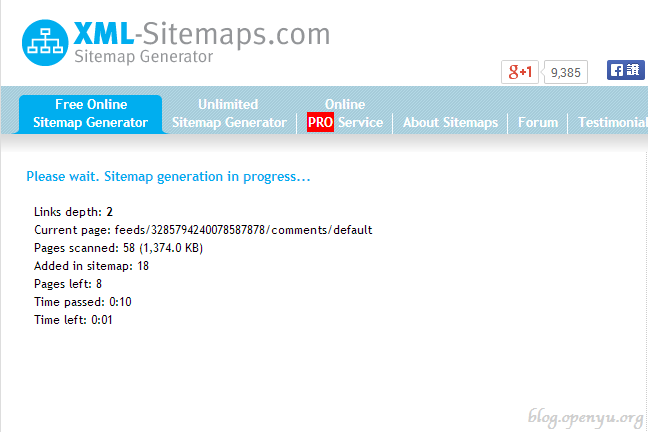 XML-Sitemaps.com
Sitemap Generator
g+1 9,385 讚
Free Online Sitemap Generator
Unlimited Sitemap Generator
Online PRO Service
About Sitemaps
Forum
Testimonial
Please wait. Sitemap generation in progress...
Links depth: 2
Current page: feeds/3285794240078587878/comments/default
Pages scanned: 58 (1,374.0 KB)
Added in sitemap: 18
Pages left: 8
Time passed: 0:10
Time left: 0:01
blog.openyu.org